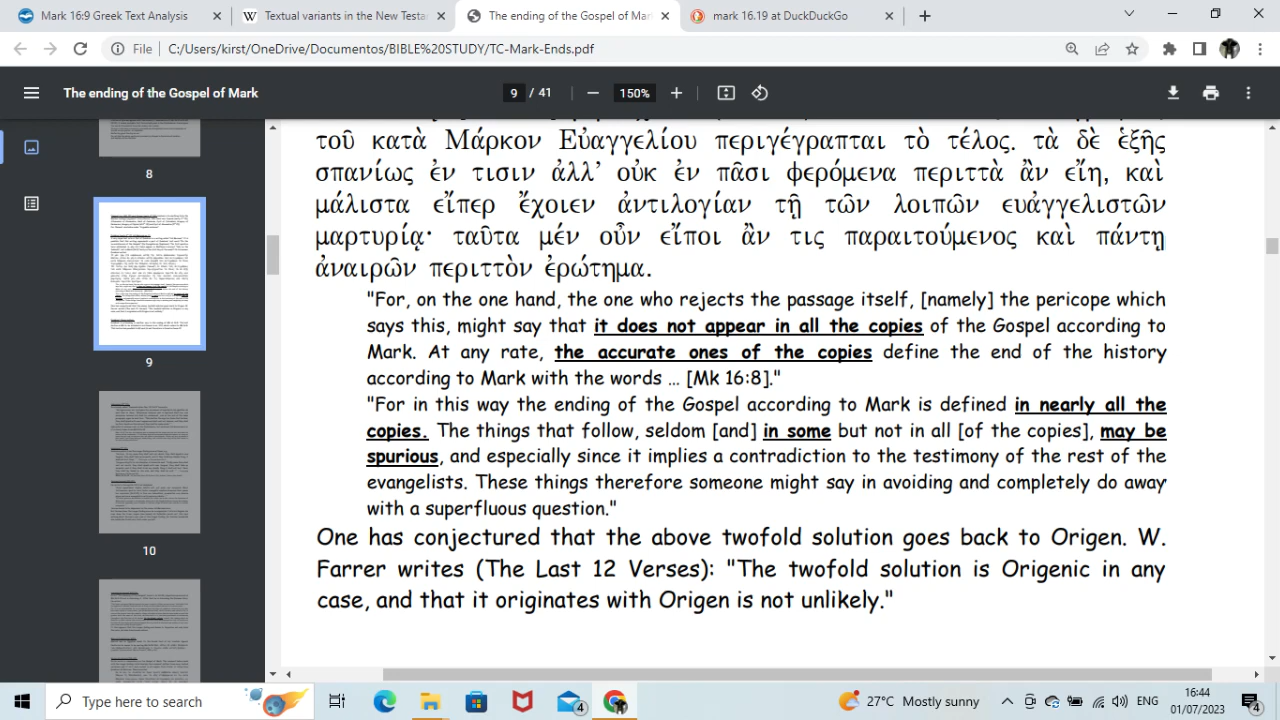 Mark 16:9 Greek Text Analysis
Textual variants in the New Testa
The ending of the Gospel of Ma
mark 16.19 at DuckDuckGo
File
C:/Users/kirst/OneDrive/Documentos/BIBLE%20STUDY/TC-Mark-Ends.pdf
The ending of the Gospel of Mark
9 / 41
150%
8
9
10
τοῦ κατὰ Μάρκον Εὐαγγελίου περιγέγραπται τὸ τέλος. τὰ δὲ ἑξῆς
σπανίως ἐν τισιν ἀλλ’ οὐκ ἐν πᾶσι φερόμενα περιττὰ ἂν εἴη, καὶ
μάλιστα εἴπερ ἔχοιεν ἀντιλογίαν τῇ τῶν λοιπῶν εὐαγγελιστῶν
μαρτυρίᾳ· ταῦτα μὲν οὖν εἴποι ἂν τις παραιτούμενος καὶ πάντῃ
ἀναιρῶν περιττὸν ἐρώτημα.
"For, on the one hand, the one who rejects the passage itself, [namely] the pericope which
says this, might say that it does not appear in all the copies of the Gospel according to
Mark. At any rate, the accurate ones of the copies define the end of the history
according to Mark with the words … [Mk 16:8]."
"For in this way the ending of the Gospel according to Mark is defined in nearly all the
copies. The things that follow, seldom [and] in some but not in all [of the copies], may be
spurious, and especially since it implies a contradiction to the testimony of the rest of the
evangelists. These things therefore someone might say in avoiding and completely do away
with a superfluous question."
One has conjectured that the above twofold solution goes back to Origen. W.
Farrer writes (The Last 12 Verses): "The twofold solution is Origenic in any
case, and that it originates with Origen is not unlikely."
Type here to search
4
27°C Mostly sunny
ENG
16:44
01/07/2023
4